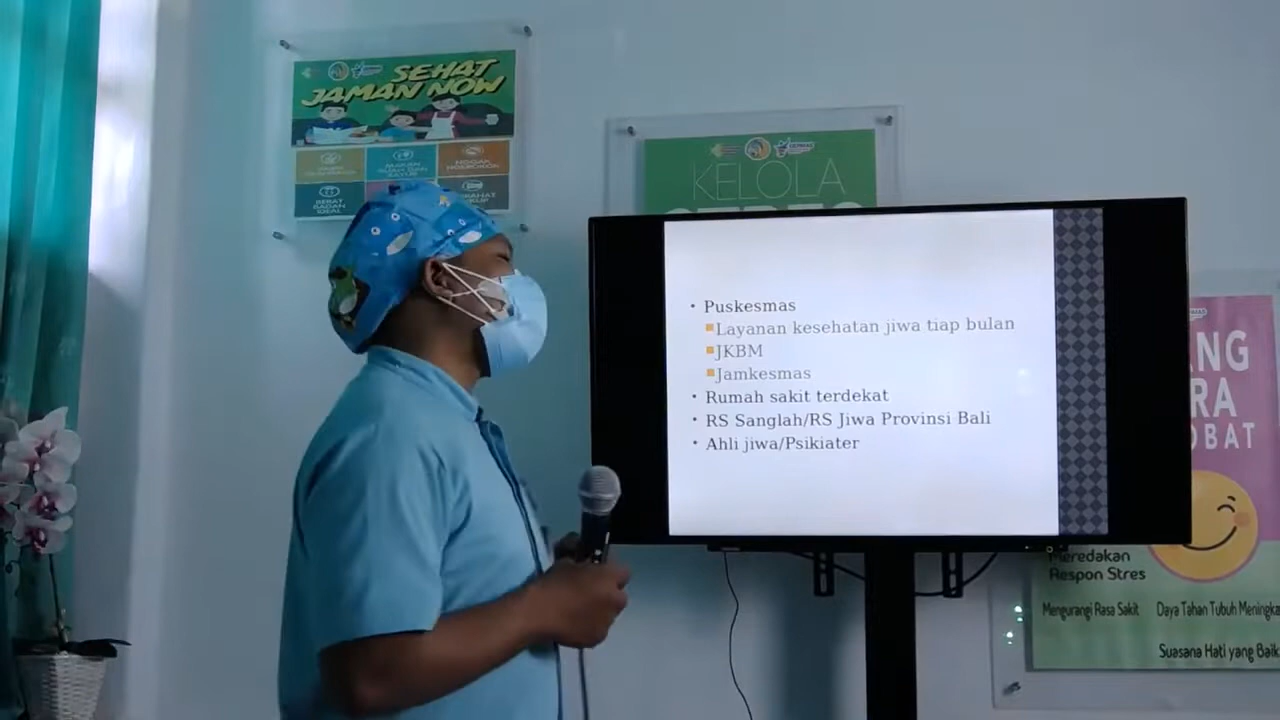 SEHAT
JAMAN NOW
KELOLA
• Puskesmas
Layanan kesehatan jiwa tiap bulan
JKBM
Jamkesmas
• Rumah sakit terdekat
• RS Sanglah/RS Jiwa Provinsi Bali
• Ahli jiwa/Psikiater
NG
RA
OBAT
Meredakan
Respon Stres
Mengurangi Rasa Sakit
Daya Tahan Tubuh Meningka
Suasana Hati yang Baik